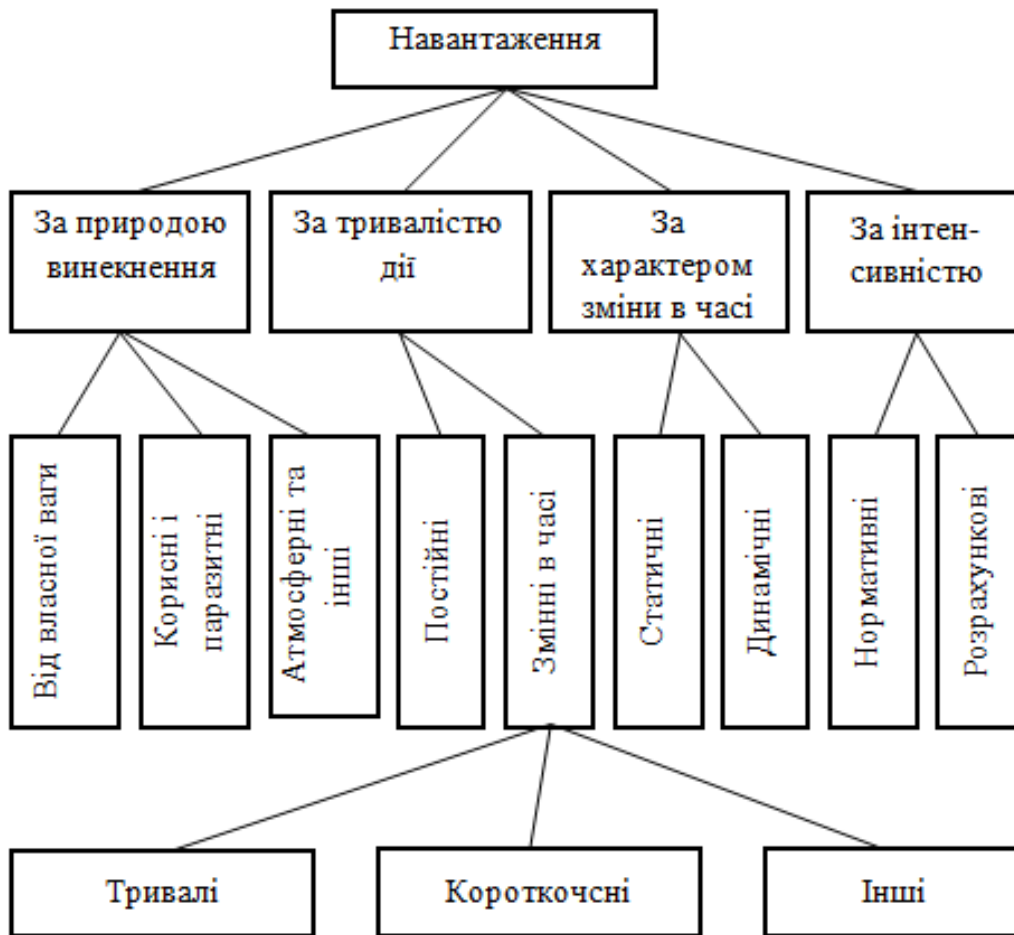 Навантаження
За природою
винекнення
За тривалістю
дії
За
характером
зміни в часі
За інтен-
сивністю
Від власної ваги
Корисні і
паразитні
Атмосферні та
інші
Постійні
Змінні в часі
Статичні
Динамічні
Нормативні
Розрахункові
Тривалі
Короткочсні
Інші